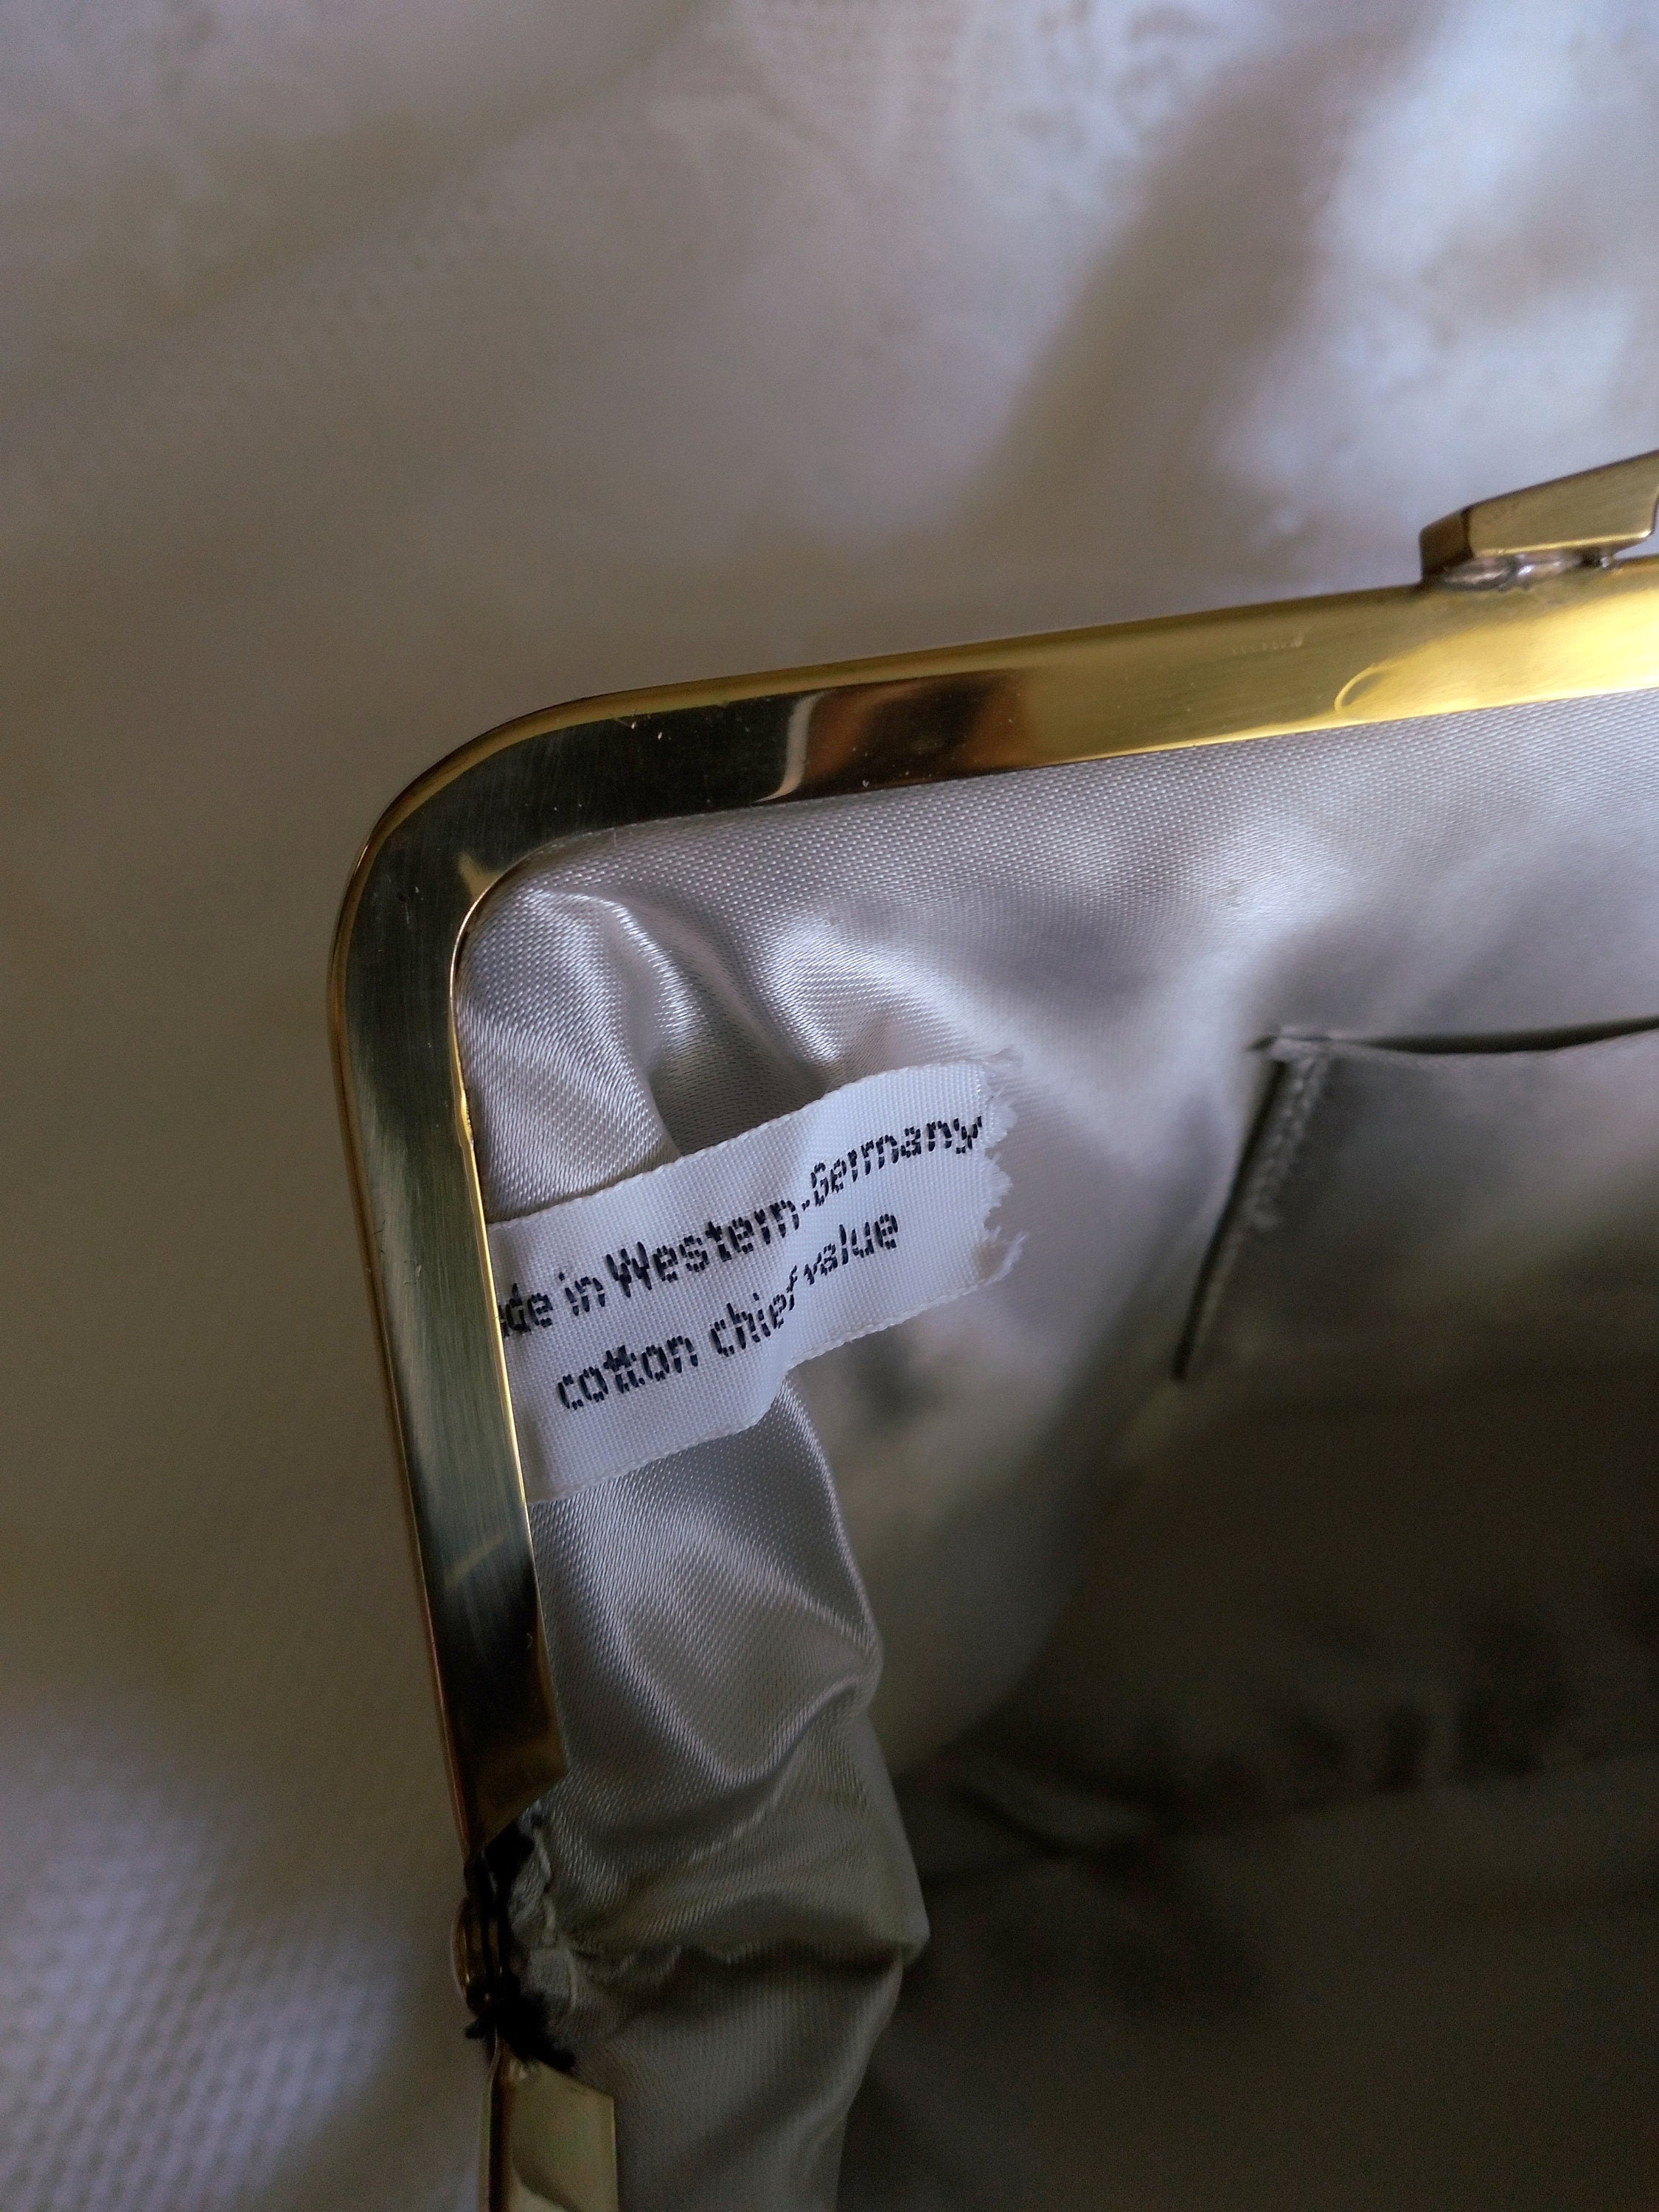 de in Western-Germany
cotton chief value